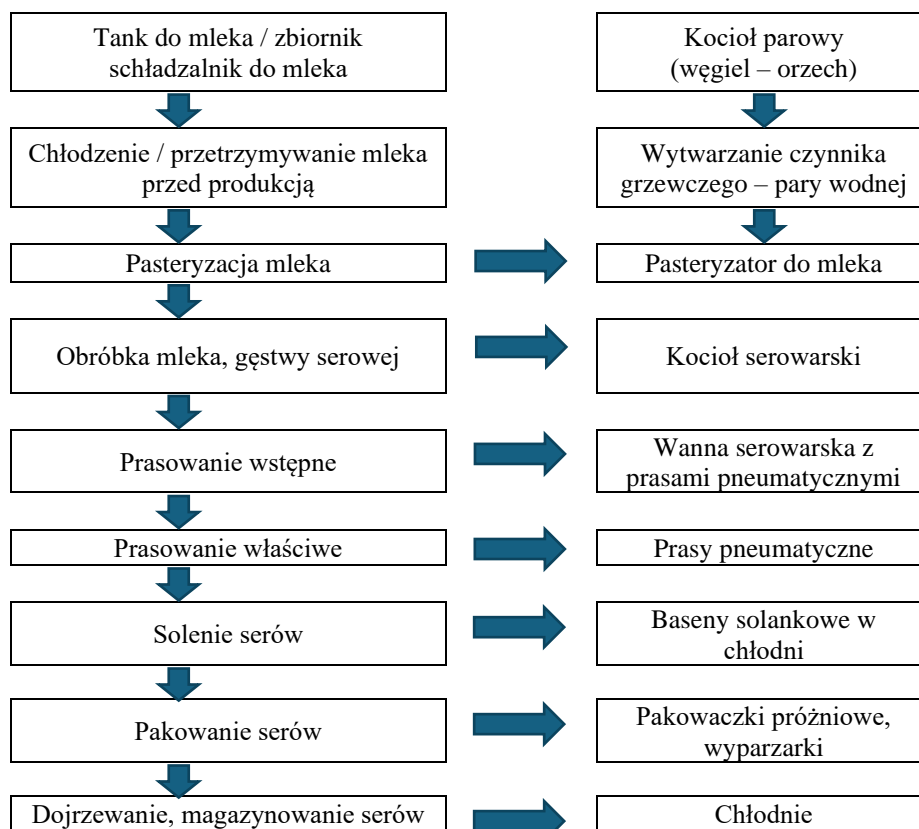 Tank do mleka / zbiornik
schładzalnik do mleka
Kocioł parowy
(węgiel – orzech)
Chłodzenie / przetrzymywanie mleka
przed produkcją
Wytwarzanie czynnika
grzewczego – pary wodnej
Pasteryzacja mleka
Pasteryzator do mleka
Obróbka mleka, gęstwy serowej
Kocioł serowarski
Prasowanie wstępne
Wanna serowarska z
prasami pneumatycznymi
Prasowanie właściwe
Prasy pneumatyczne
Solenie serów
Baseny solankowe w
chłodni
Pakowanie serów
Pakowaczki próżniowe,
wyparzarki
Dojrzewanie, magazynowanie serów
Chłodnie